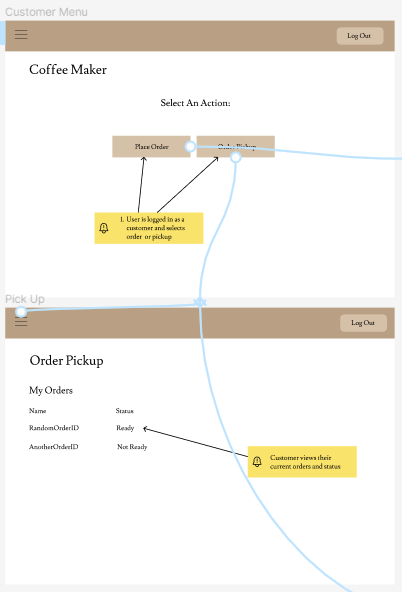 Customer Menu
Log Out
Coffee Maker
Select An Action:
Place Order
Order Pickup
1. User is logged in as a
customer and selects
order or pickup
Pick Up
Log Out
Order Pickup
My Orders
Name Status
RandomOrderID Ready
AnotherOrderID Not Ready
Customer views their
current orders and status